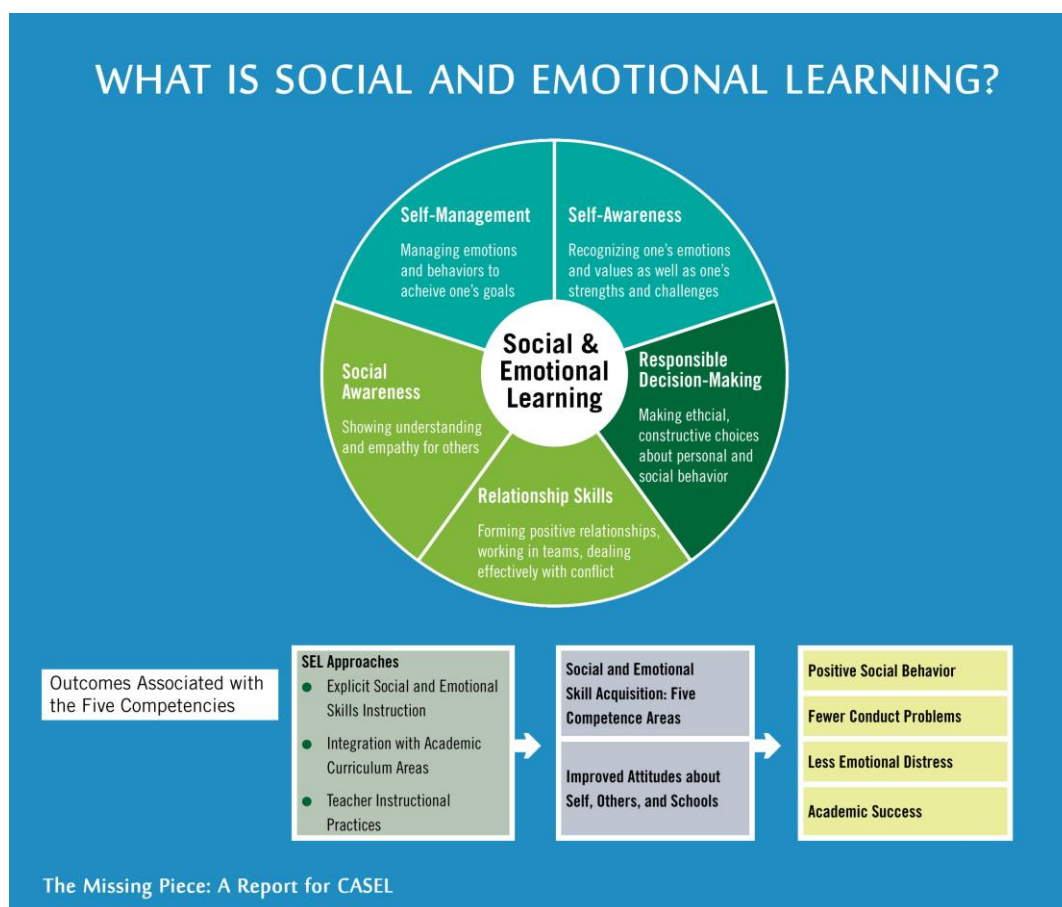 WHAT IS SOCIAL AND EMOTIONAL LEARNING?
Self-Management
Managing emotions
and behaviors to
acheive one's goals
Self-Awareness
Recognizing one's emotions
and values as well as one's
strengths and challenges
Social &
Emotional
Learning
Social
Awareness
Showing understanding
and empathy for others
Responsible
Decision-Making
Making ethcial,
constructive choices
about personal and
social behavior
Relationship Skills
Forming positive relationships,
working in teams, dealing
effectively with conflict
Outcomes Associated with
the Five Competencies
SEL Approaches
● Explicit Social and Emotional
Skills Instruction
● Integration with Academic
Curriculum Areas
● Teacher Instructional
Practices
Social and Emotional
Skill Acquisition: Five
Competence Areas
Improved Attitudes about
Self, Others, and Schools
Positive Social Behavior
Fewer Conduct Problems
Less Emotional Distress
Academic Success
The Missing Piece: A Report for CASEL